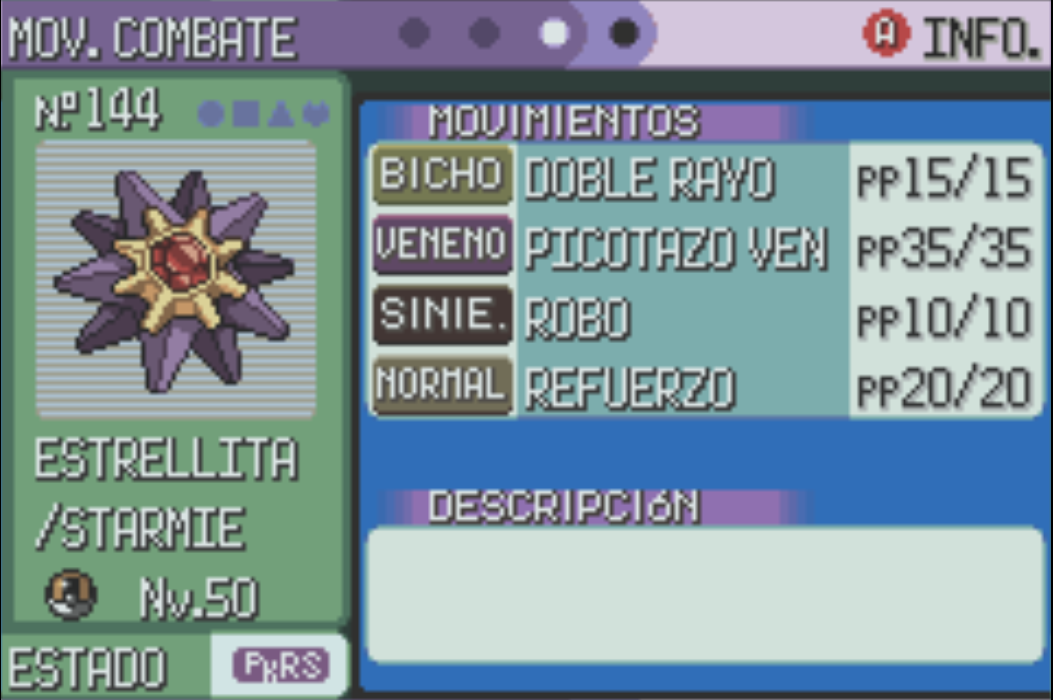 MOV. COMBATE
A INFO.
Nº144
MOVIMIENTOS
BICHO DOBLE RAYO PP15/15
VENENO PICOTAZO VEN PP35/35
SINIE. ROBO PP10/10
NORMAL REFUERZO PP20/20
ESTRELLITA
/STARMIE
Nv.50
DESCRIPCIóN
ESTADO PKRS